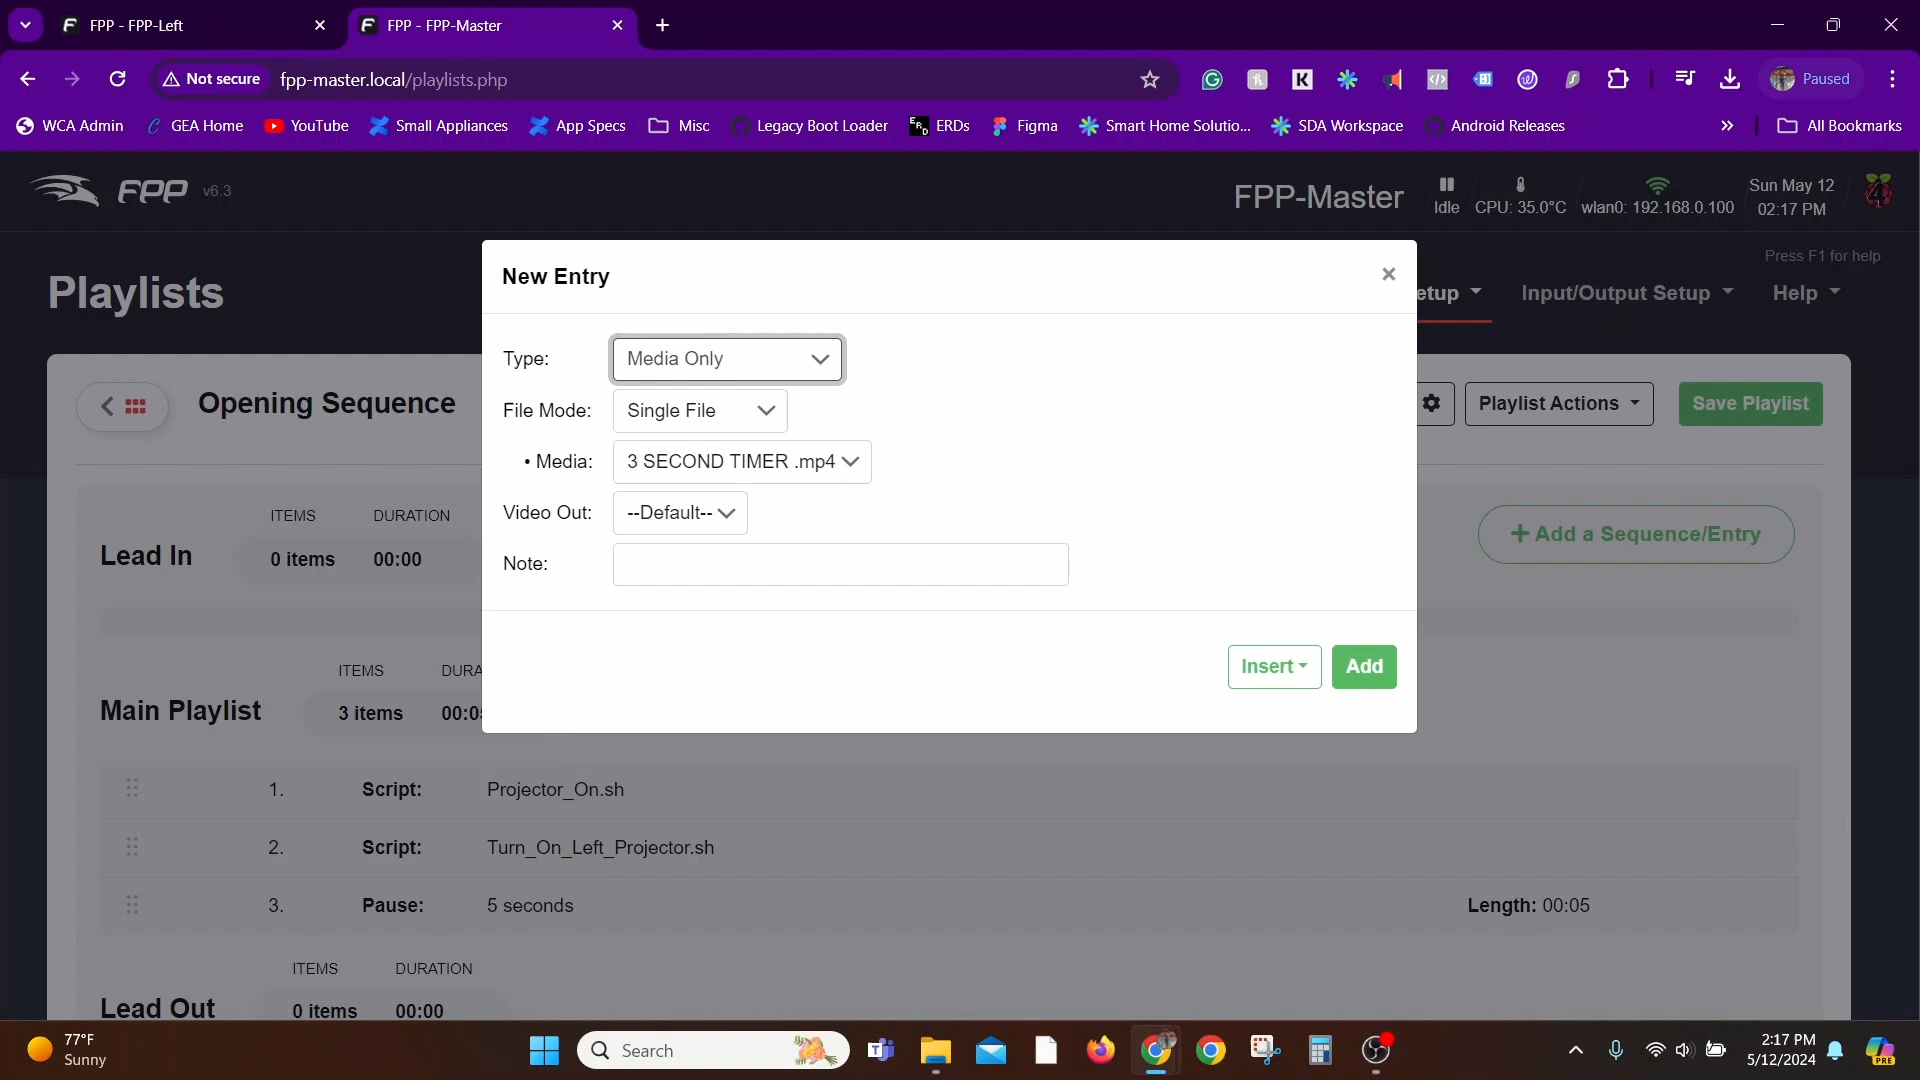 FPP - FPP-Left
FPP - FPP-Master
Not secure
fpp-master.local/playlists.php
Paused
WCA Admin
GEA Home
YouTube
Small Appliances
App Specs
Misc
Legacy Boot Loader
ERDs
Figma
Smart Home Solutio...
SDA Workspace
Android Releases
All Bookmarks
FPP v6.3
FPP-Master
Idle
CPU: 35.0°C
wlan0: 192.168.0.100
Sun May 12
02:17 PM
Press F1 for help
Playlists
etup
Input/Output Setup
Help
New Entry
Type:
Media Only
File Mode:
Single File
• Media:
3 SECOND TIMER .mp4
Video Out:
--Default--
Note:
Insert
Add
Opening Sequence
Playlist Actions
Save Playlist
ITEMS
DURATION
Lead In
0 items
00:00
+ Add a Sequence/Entry
ITEMS
DURA
Main Playlist
3 items
00:05
1. Script: Projector_On.sh
2. Script: Turn_On_Left_Projector.sh
3. Pause: 5 seconds Length: 00:05
ITEMS
DURATION
Lead Out
0 items
00:00
77°F
Sunny
Search
2:17 PM
5/12/2024
PRE